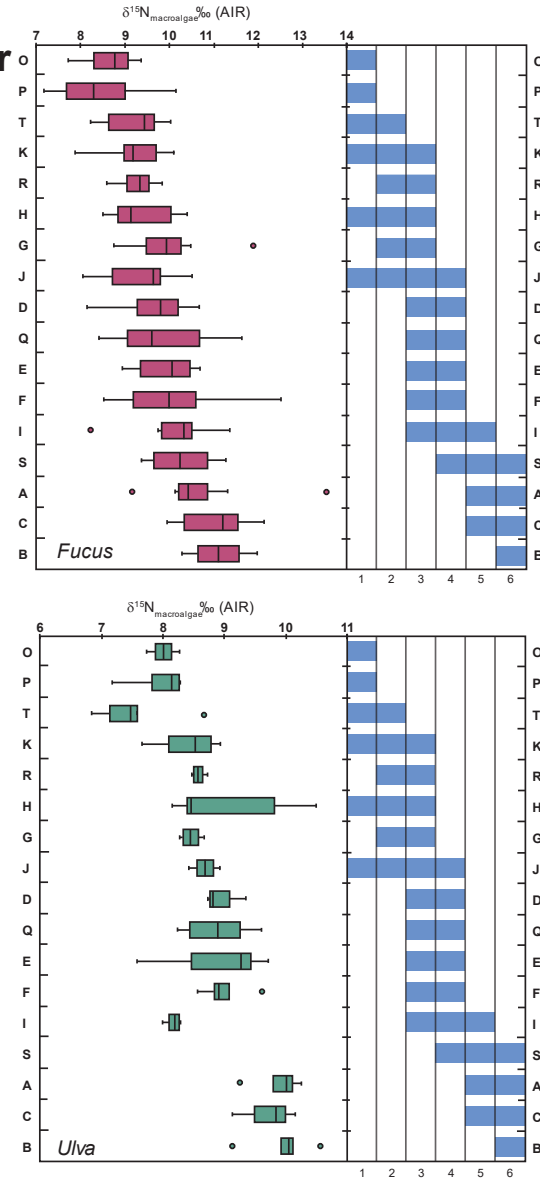 δ15Nmacroalgae‰ (AIR)
7 8 9 10 11 12 13 14
r
O O
P P
T T
K K
R R
H H
G G
J J
D D
Q Q
E E
F F
I I
S S
A A
C C
B B
Fucus
1 2 3 4 5 6
δ15Nmacroalgae‰ (AIR)
6 7 8 9 10 11
O O
P P
T T
K K
R R
H H
G G
J J
D D
Q Q
E E
F F
I I
S S
A A
C C
B B
Ulva
1 2 3 4 5 6